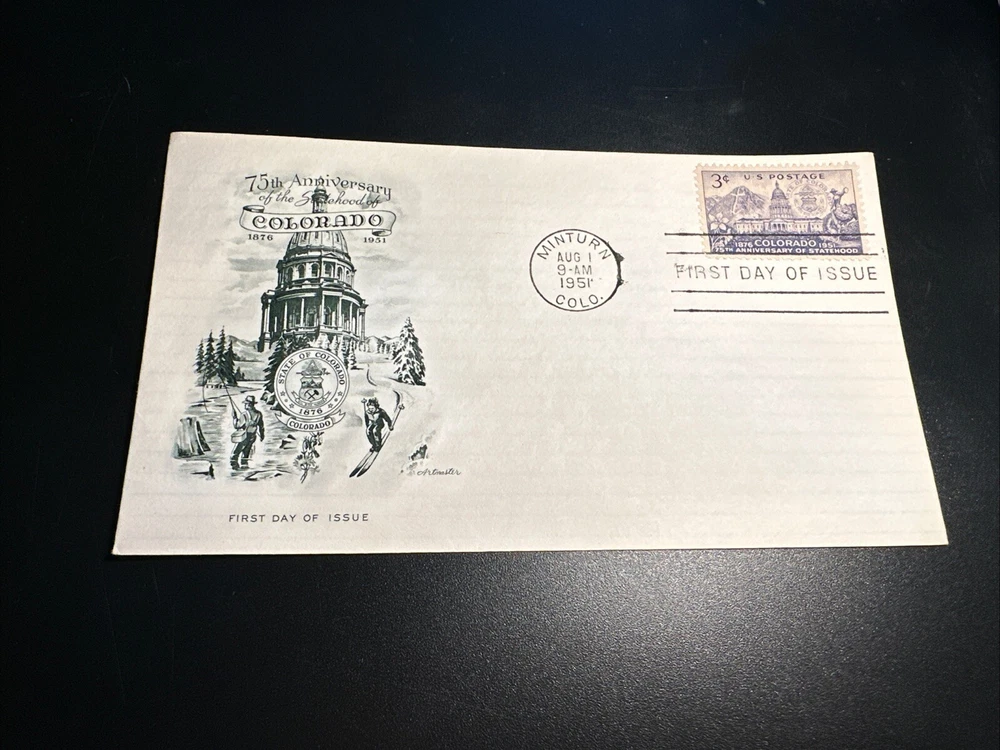 75th Anniversary
of the Statehood of
COLORADO
1876 1951
STATE OF COLORADO
1876
COLORADO
Artmaster
FIRST DAY OF ISSUE
MINTURN
AUG 1
9-AM
1951
COLO.
3¢ U.S. POSTAGE
1876 COLORADO 1951
75TH ANNIVERSARY OF STATEHOOD
FIRST DAY OF ISSUE